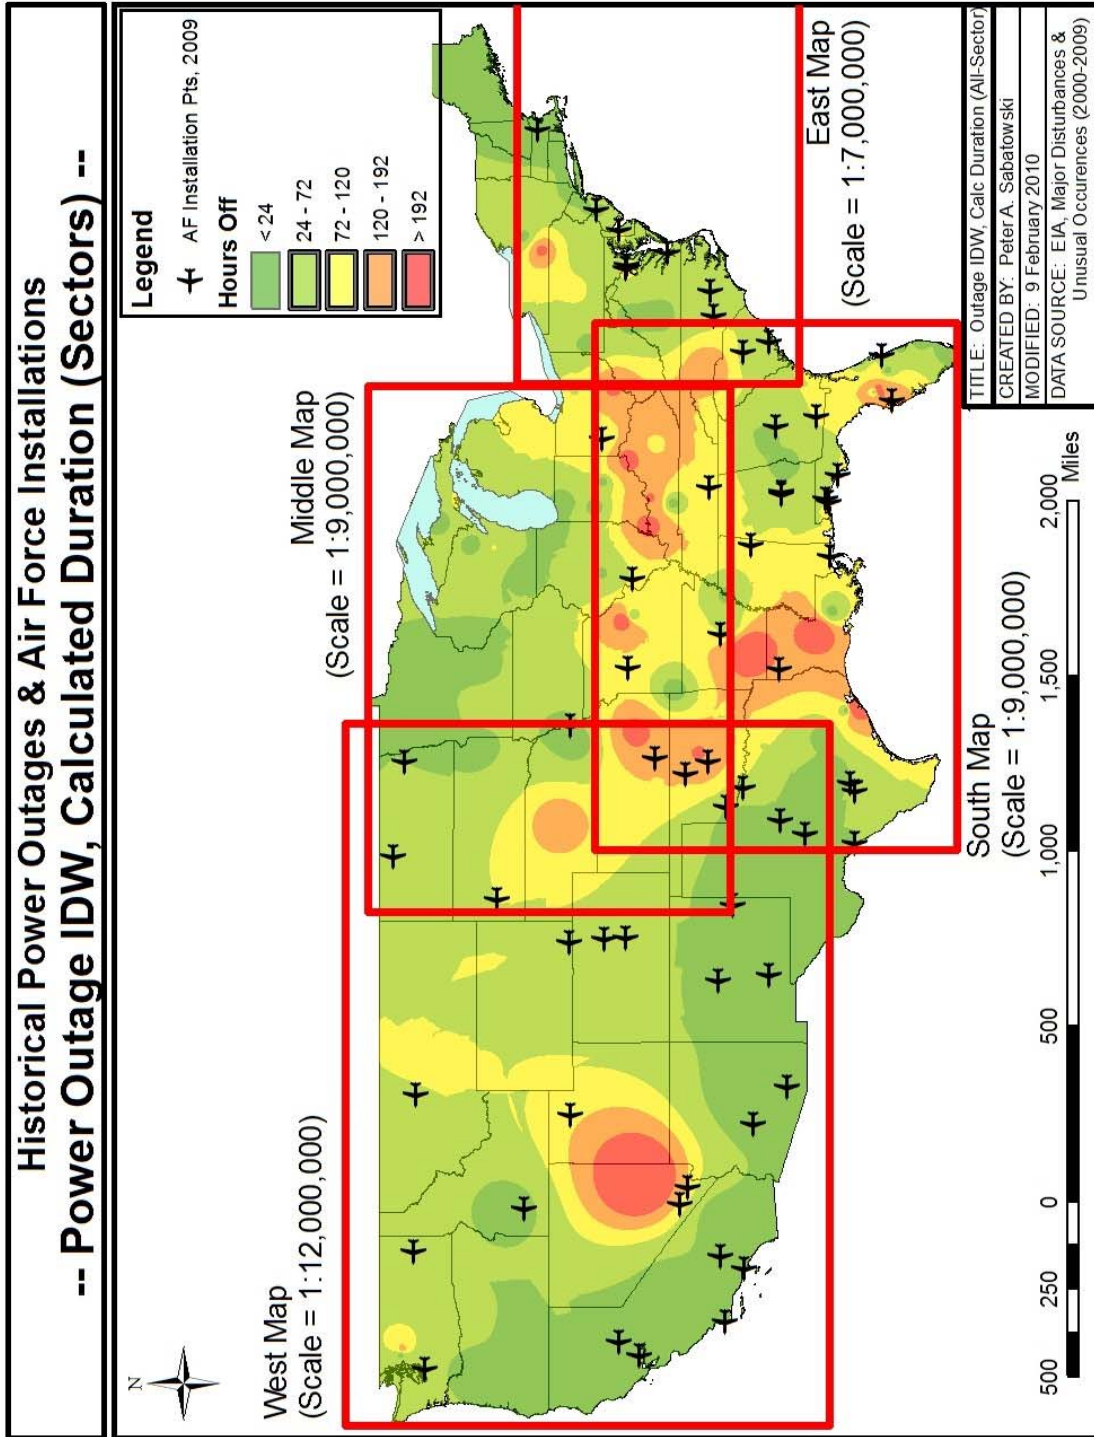 Historical Power Outages & Air Force Installations
-- Power Outage IDW, Calculated Duration (Sectors) --
N
West Map
(Scale = 1:12,000,000)
Middle Map
(Scale = 1:9,000,000)
Legend
AF Installation Pts, 2009
Hours Off
< 24
24 - 72
72 - 120
120 - 192
> 192
East Map
(Scale = 1:7,000,000)
South Map
(Scale = 1:9,000,000)
500 250 0 500 1,000 1,500 2,000
Miles
TITLE: Outage IDW, Calc Duration (All-Sector)
CREATED BY: Peter A. Sabatowski
MODIFIED: 9 February 2010
DATA SOURCE: EIA, Major Disturbances &
Unusual Occurences (2000-2009)